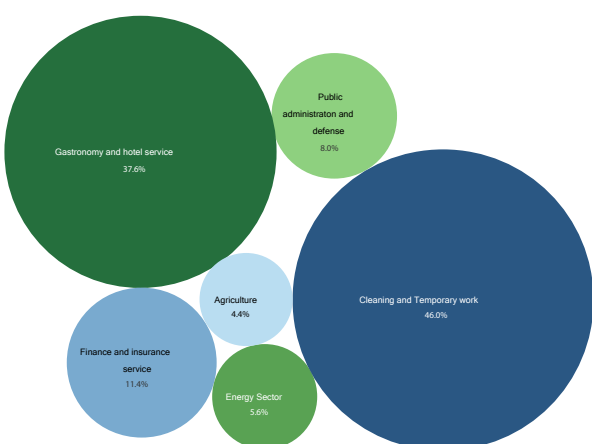 Public
administraton and
defense
8.0%
Gastronomy and hotel service
37.6%
Agriculture
4.4%
Cleaning and Temporary work
46.0%
Finance and insurance
service
11.4%
Energy Sector
5.6%